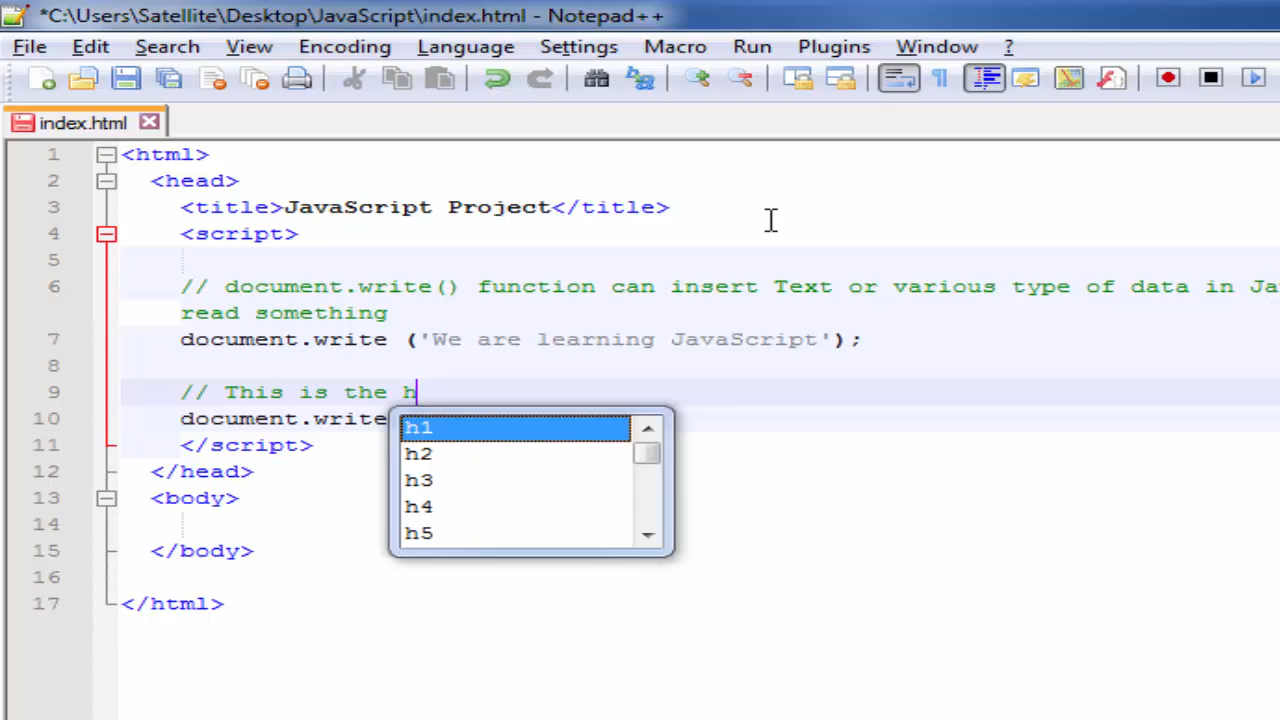 *C:\Users\Satellite\Desktop\JavaScript\index.html - Notepad++
File Edit Search View Encoding Language Settings Macro Run Plugins Window ?
index.html
1 <html>
2 <head>
3 <title>JavaScript Project</title>
4 <script>
5
6 // document.write() function can insert Text or various type of data in Ja
read something
7 document.write ('We are learning JavaScript');
8
9 // This is the h
10 document.write
h1
11 </script>
h2
12 </head>
h3
13 <body>
h4
14
h5
15 </body>
16
17 </html>